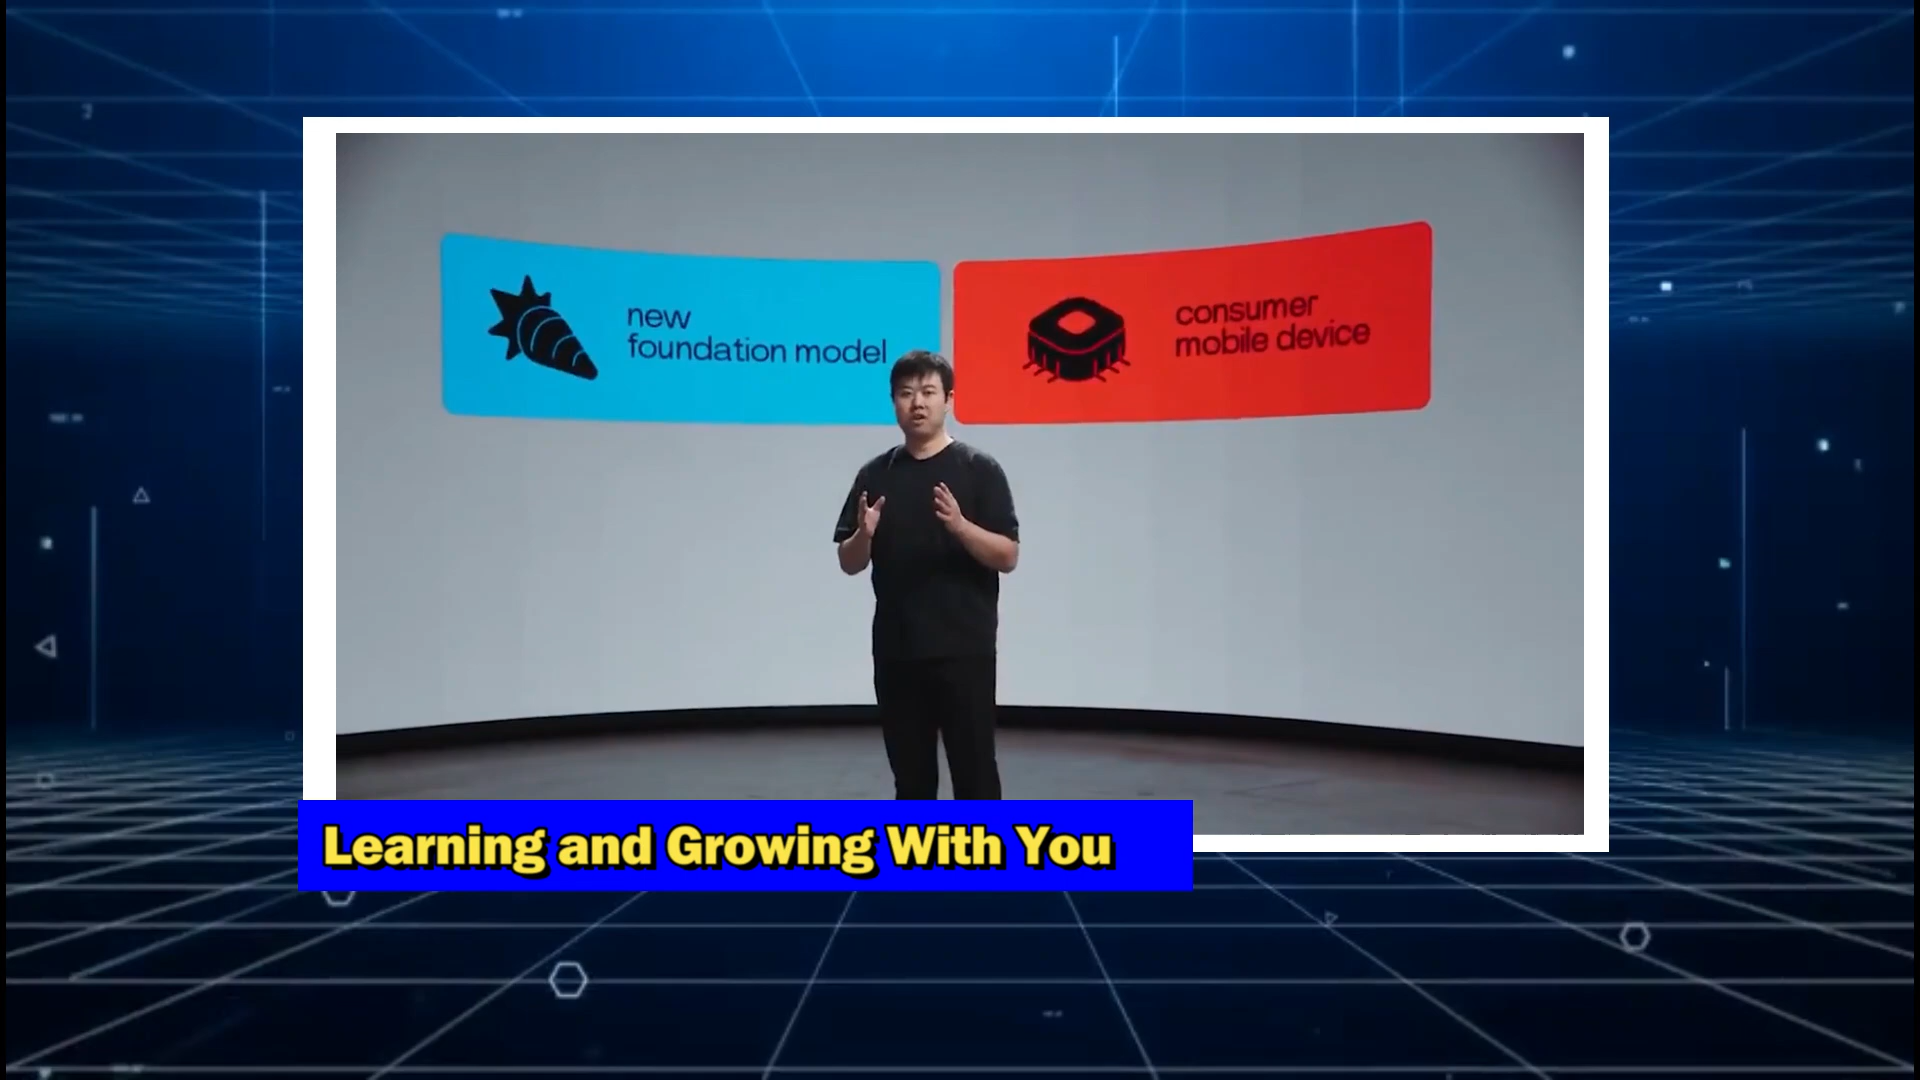 new
foundation model
consumer
mobile device
Learning and Growing With You